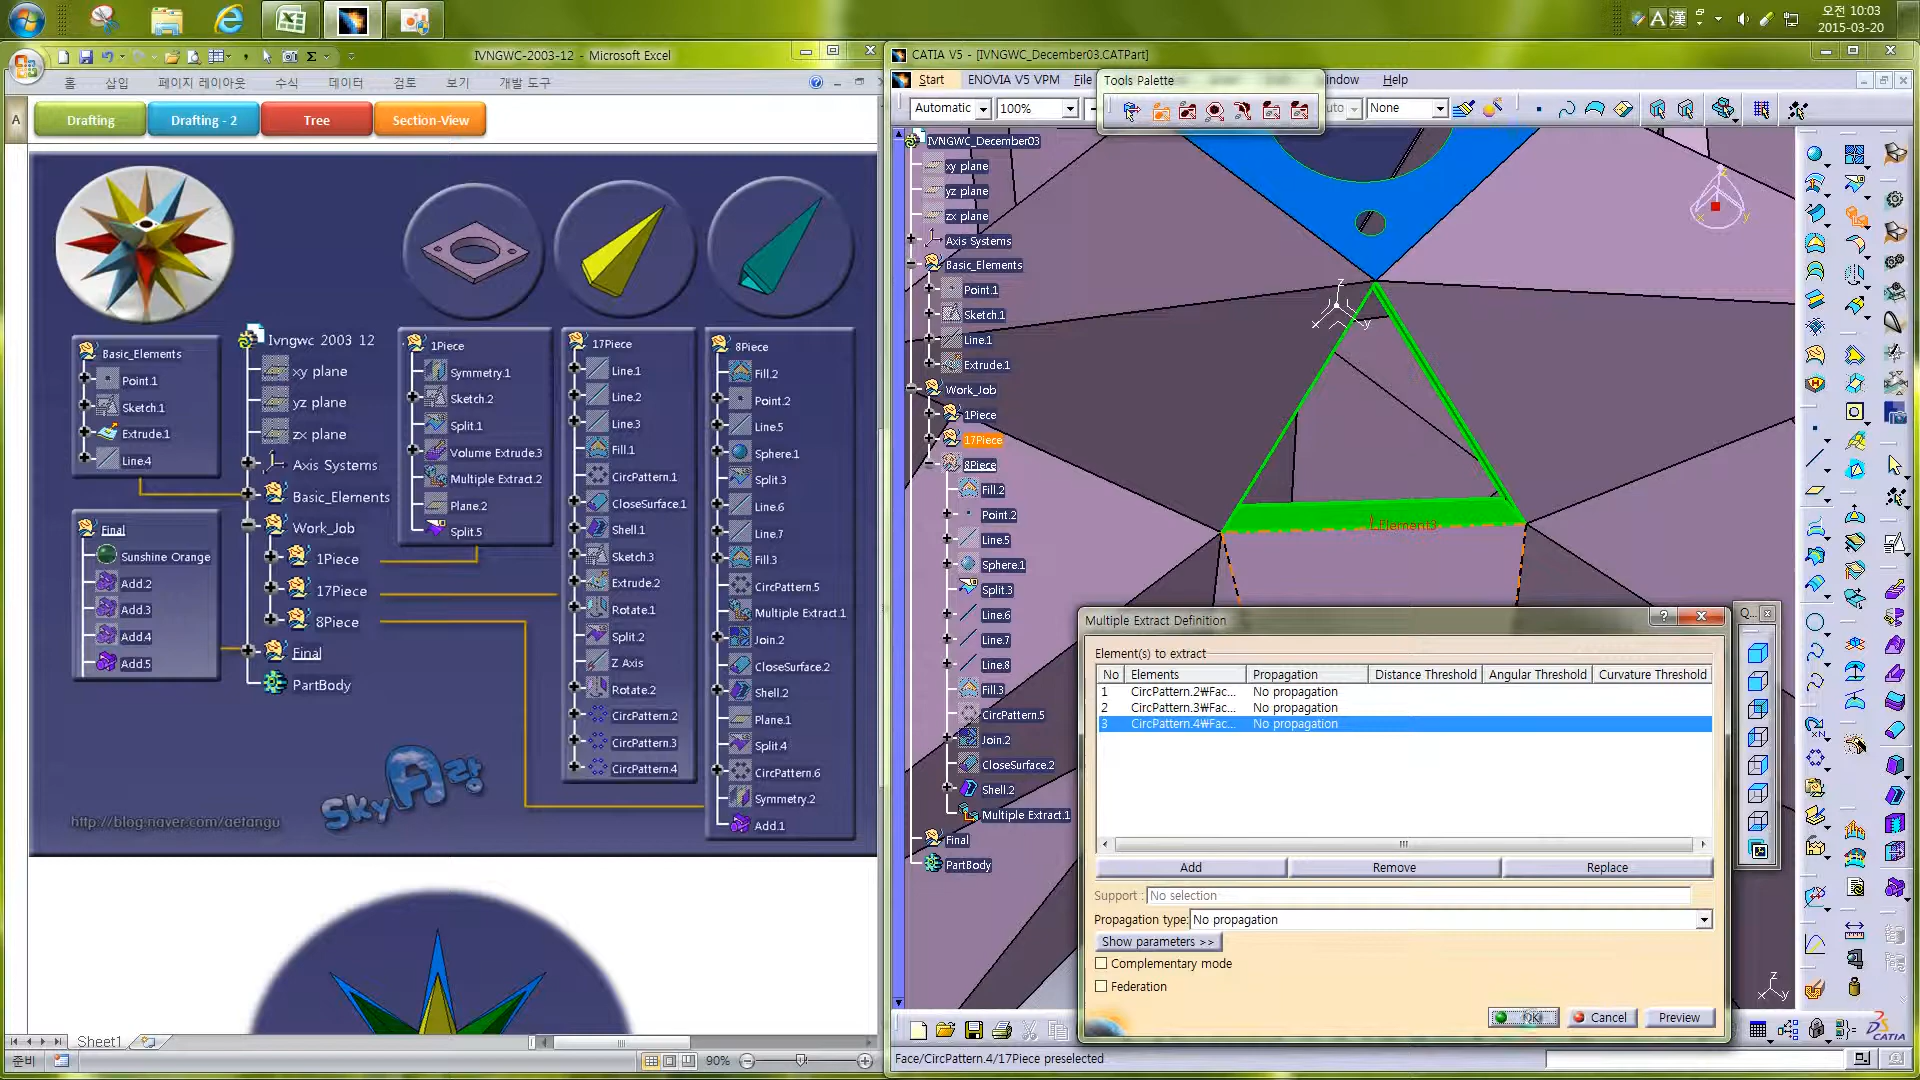 오전 10:03
2015-03-20
A 漢
IVNGWC-2003-12 - Microsoft Excel
홈 삽입 페이지 레이아웃 수식 데이터 검토 보기 개발 도구
A
Drafting
Drafting - 2
Tree
Section-View
Basic_Elements
Point.1
Sketch.1
Extrude.1
Line.4
Final
Sunshine Orange
Add.2
Add.3
Add.4
Add.5
Ivngwc 2003 12
xy plane
yz plane
zx plane
Axis Systems
Basic_Elements
Work_Job
1Piece
17Piece
8Piece
Final
PartBody
1Piece
Symmetry.1
Sketch.2
Split.1
Volume Extrude.3
Multiple Extract.2
Plane.2
Split.5
17Piece
Line.1
Line.2
Line.3
Fill.1
CircPattern.1
CloseSurface.1
Shell.1
Sketch.3
Extrude.2
Rotate.1
Split.2
Z Axis
Rotate.2
CircPattern.2
CircPattern.3
CircPattern.4
8Piece
Fill.2
Point.2
Line.5
Sphere.1
Split.3
Line.6
Line.7
Fill.3
CircPattern.5
Multiple Extract.1
Join.2
CloseSurface.2
Shell.2
Plane.1
Split.4
CircPattern.6
Symmetry.2
Add.1
Sky A 랑
http://blog.naver.com/aetangu
Sheet1
준비
90%
CATIA V5 - [IVNGWC_December03.CATPart]
Start ENOVIA V5 VPM File
Tools Palette
indow Help
Automatic 100%
uto None
IVNGWC_December03
xy plane
yz plane
zx plane
Axis Systems
Basic_Elements
Point.1
Sketch.1
Line.1
Extrude.1
Work_Job
1Piece
17Piece
8Piece
Fill.2
Point.2
Line.5
Sphere.1
Split.3
Line.6
Line.7
Line.8
Fill.3
CircPattern.5
Join.2
CloseSurface.2
Shell.2
Multiple Extract.1
Final
PartBody
Element3
Multiple Extract Definition
Element(s) to extract
No Elements Propagation Distance Threshold Angular Threshold Curvature Threshold
1 CircPattern.2₩Fac... No propagation
2 CircPattern.3₩Fac... No propagation
3 CircPattern.4₩Fac... No propagation
Add Remove Replace
Support : No selection
Propagation type: No propagation
Show parameters >>
Complementary mode
Federation
OK Cancel Preview
Q...
Face/CircPattern.4/17Piece preselected
CATIA